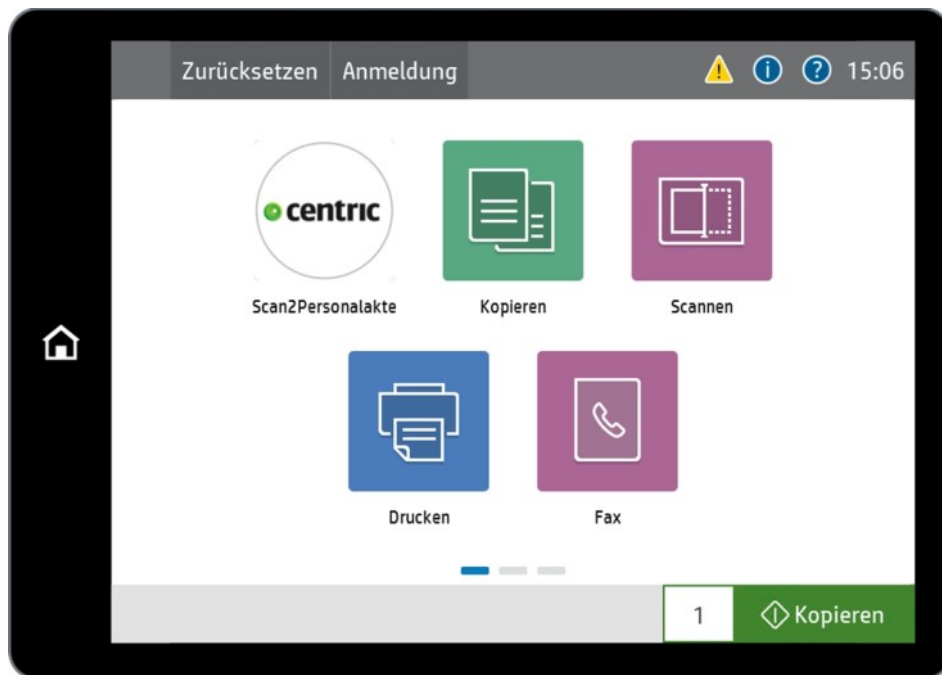 Zurücksetzen Anmeldung 15:06
centric
Scan2Personalakte Kopieren Scannen
Drucken Fax
1 Kopieren